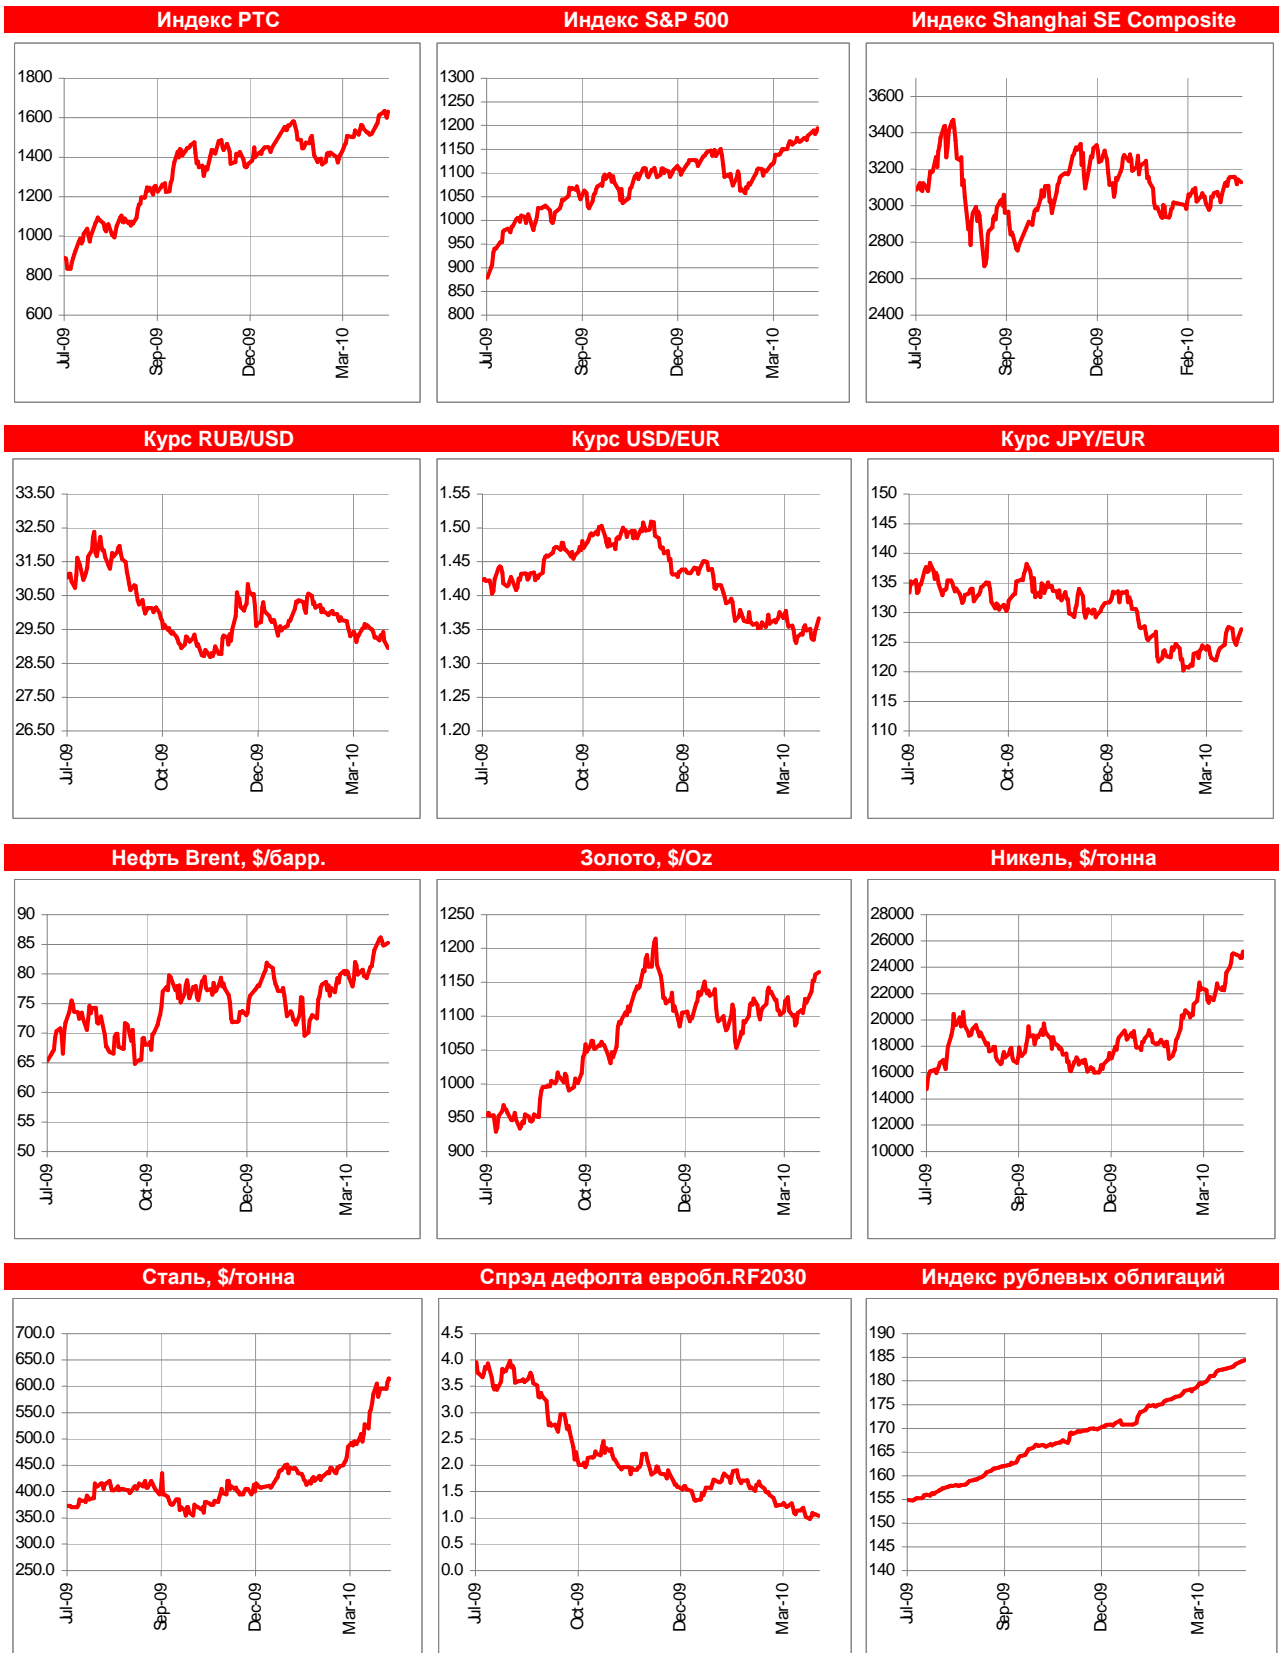 Индекс РТС
Индекс S&P 500
Индекс Shanghai SE Composite
1800
1600
1400
1200
1000
800
600
Jul-09
Sep-09
Dec-09
Mar-10
1300
1250
1200
1150
1100
1050
1000
950
900
850
800
Jul-09
Sep-09
Dec-09
Mar-10
3600
3400
3200
3000
2800
2600
2400
Jul-09
Sep-09
Dec-09
Feb-10
Курс RUB/USD
Курс USD/EUR
Курс JPY/EUR
33.50
32.50
31.50
30.50
29.50
28.50
27.50
26.50
Jul-09
Oct-09
Dec-09
Mar-10
1.55
1.50
1.45
1.40
1.35
1.30
1.25
1.20
Jul-09
Oct-09
Dec-09
Mar-10
150
145
140
135
130
125
120
115
110
Jul-09
Oct-09
Dec-09
Mar-10
Нефть Brent, $/барр.
Золото, $/Oz
Никель, $/тонна
90
85
80
75
70
65
60
55
50
Jul-09
Oct-09
Dec-09
Mar-10
1250
1200
1150
1100
1050
1000
950
900
Jul-09
Oct-09
Dec-09
Mar-10
28000
26000
24000
22000
20000
18000
16000
14000
12000
10000
Jul-09
Sep-09
Dec-09
Mar-10
Сталь, $/тонна
Спрэд дефолта евробл.RF2030
Индекс рублевых облигаций
700.0
650.0
600.0
550.0
500.0
450.0
400.0
350.0
300.0
250.0
Jul-09
Sep-09
Dec-09
Mar-10
4.5
4.0
3.5
3.0
2.5
2.0
1.5
1.0
0.5
0.0
Jul-09
Oct-09
Dec-09
Mar-10
190
185
180
175
170
165
160
155
150
145
140
Jul-09
Sep-09
Dec-09
Mar-10